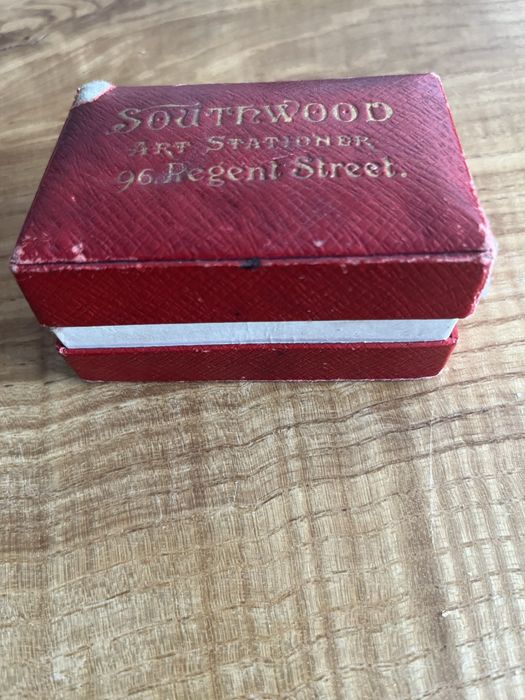 SOUTHWOOD
ART STATIONER
96, Regent Street.